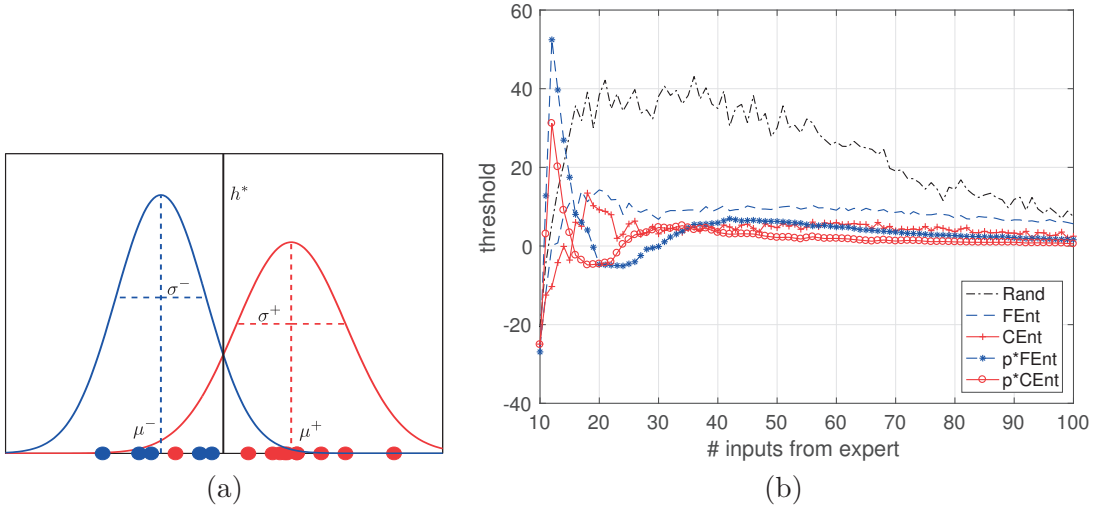 h*
σ⁻
σ⁺
μ⁻
μ⁺
(a)
60
40
20
0
-20
-40
threshold
10
20
30
40
50
60
70
80
90
100
# inputs from expert
Rand
FEnt
CEnt
p*FEnt
p*CEnt
(b)